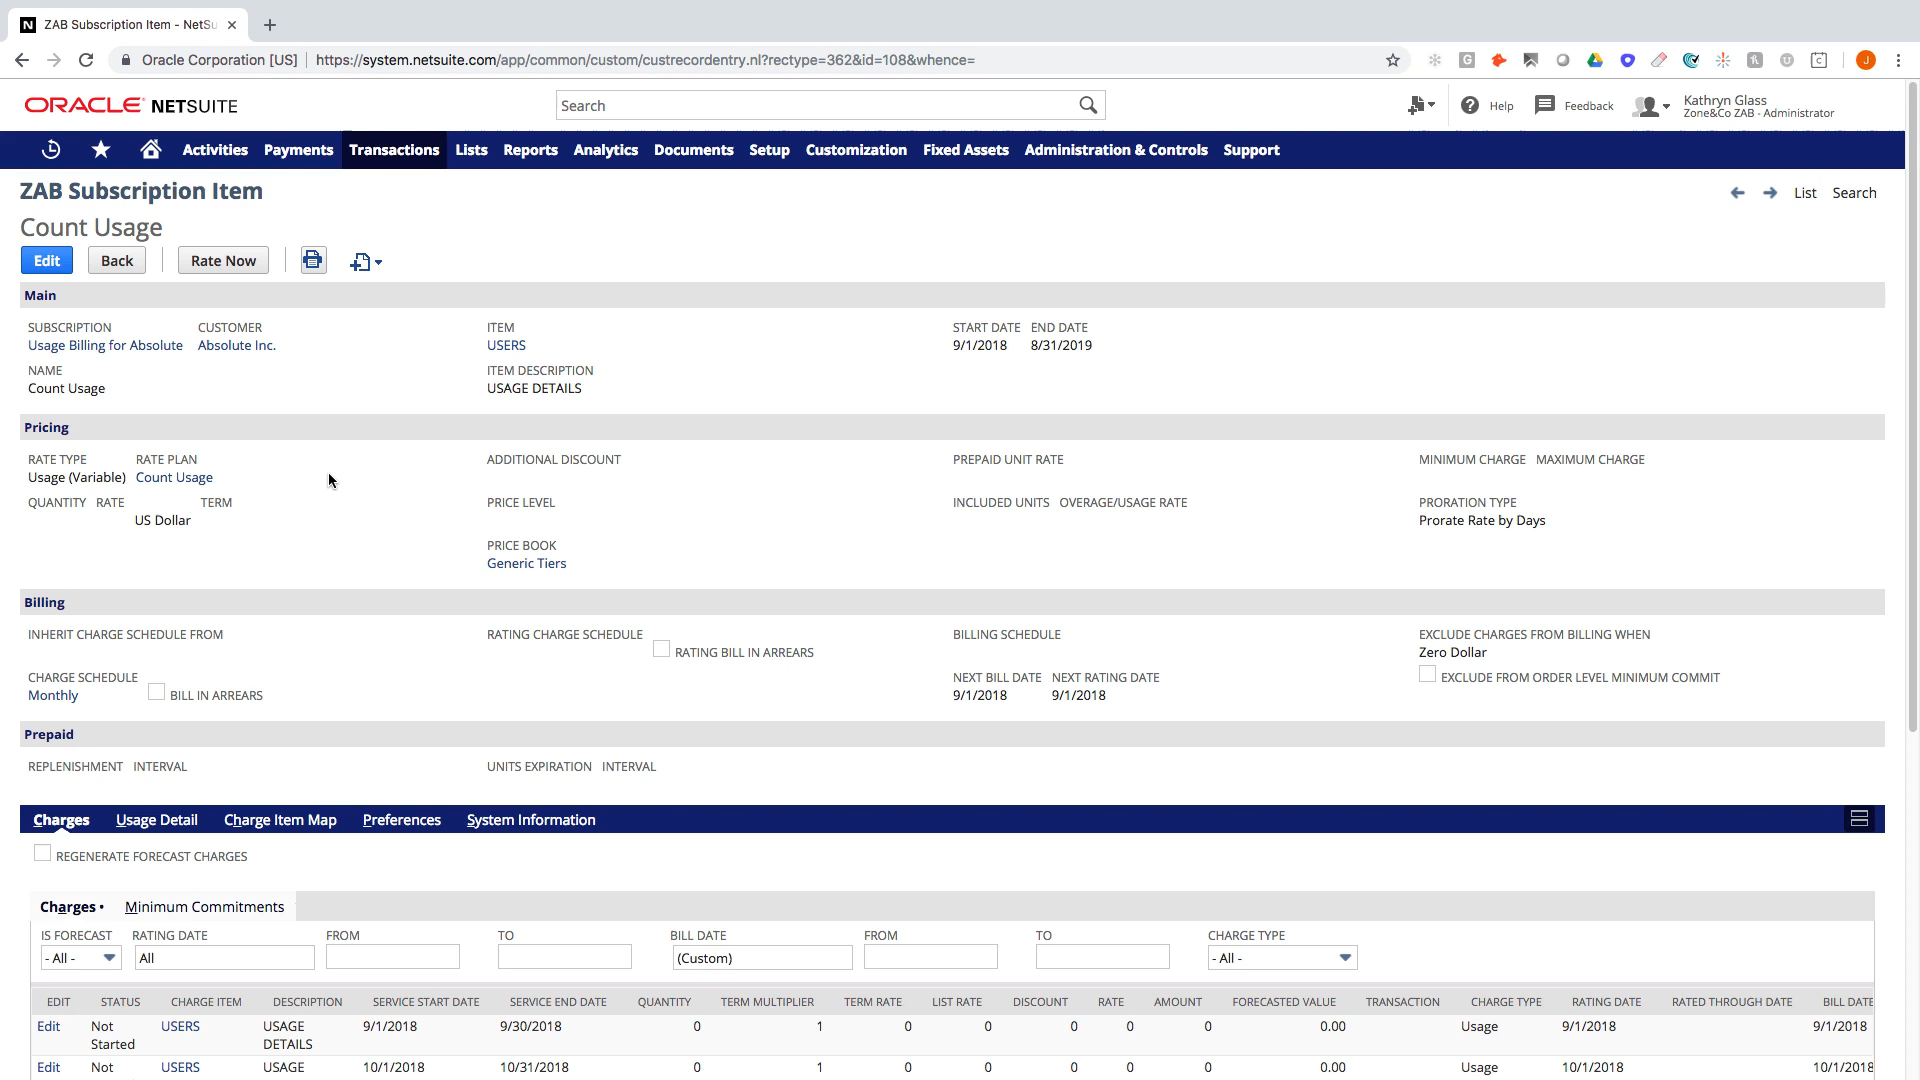 ZAB Subscription Item - NetSu
Oracle Corporation [US] https://system.netsuite.com/app/common/custom/custrecordentry.nl?rectype=362&id=108&whence=
ORACLE NETSUITE
Search
Help
Feedback
Kathryn Glass
Zone&Co ZAB - Administrator
Activities Payments Transactions Lists Reports Analytics Documents Setup Customization Fixed Assets Administration & Controls Support
ZAB Subscription Item
List Search
Count Usage
Edit Back Rate Now
Main
SUBSCRIPTION CUSTOMER ITEM START DATE END DATE
Usage Billing for Absolute Absolute Inc. USERS 9/1/2018 8/31/2019
NAME ITEM DESCRIPTION
Count Usage USAGE DETAILS
Pricing
RATE TYPE RATE PLAN ADDITIONAL DISCOUNT PREPAID UNIT RATE MINIMUM CHARGE MAXIMUM CHARGE
Usage (Variable) Count Usage
QUANTITY RATE TERM PRICE LEVEL INCLUDED UNITS OVERAGE/USAGE RATE PRORATION TYPE
US Dollar Prorate Rate by Days
PRICE BOOK
Generic Tiers
Billing
INHERIT CHARGE SCHEDULE FROM RATING CHARGE SCHEDULE BILLING SCHEDULE EXCLUDE CHARGES FROM BILLING WHEN
RATING BILL IN ARREARS Zero Dollar
CHARGE SCHEDULE NEXT BILL DATE NEXT RATING DATE EXCLUDE FROM ORDER LEVEL MINIMUM COMMIT
Monthly BILL IN ARREARS 9/1/2018 9/1/2018
Prepaid
REPLENISHMENT INTERVAL UNITS EXPIRATION INTERVAL
Charges Usage Detail Charge Item Map Preferences System Information
REGENERATE FORECAST CHARGES
Charges • Minimum Commitments
IS FORECAST RATING DATE FROM TO BILL DATE FROM TO CHARGE TYPE
- All - All (Custom) - All -
EDIT STATUS CHARGE ITEM DESCRIPTION SERVICE START DATE SERVICE END DATE QUANTITY TERM MULTIPLIER TERM RATE LIST RATE DISCOUNT RATE AMOUNT FORECASTED VALUE TRANSACTION CHARGE TYPE RATING DATE RATED THROUGH DATE BILL DATE
Edit Not Started USERS USAGE DETAILS 9/1/2018 9/30/2018 0 1 0 0 0 0 0 0.00 Usage 9/1/2018 9/1/2018
Edit Not USERS USAGE 10/1/2018 10/31/2018 0 1 0 0 0 0 0 0.00 Usage 10/1/2018 10/1/2018